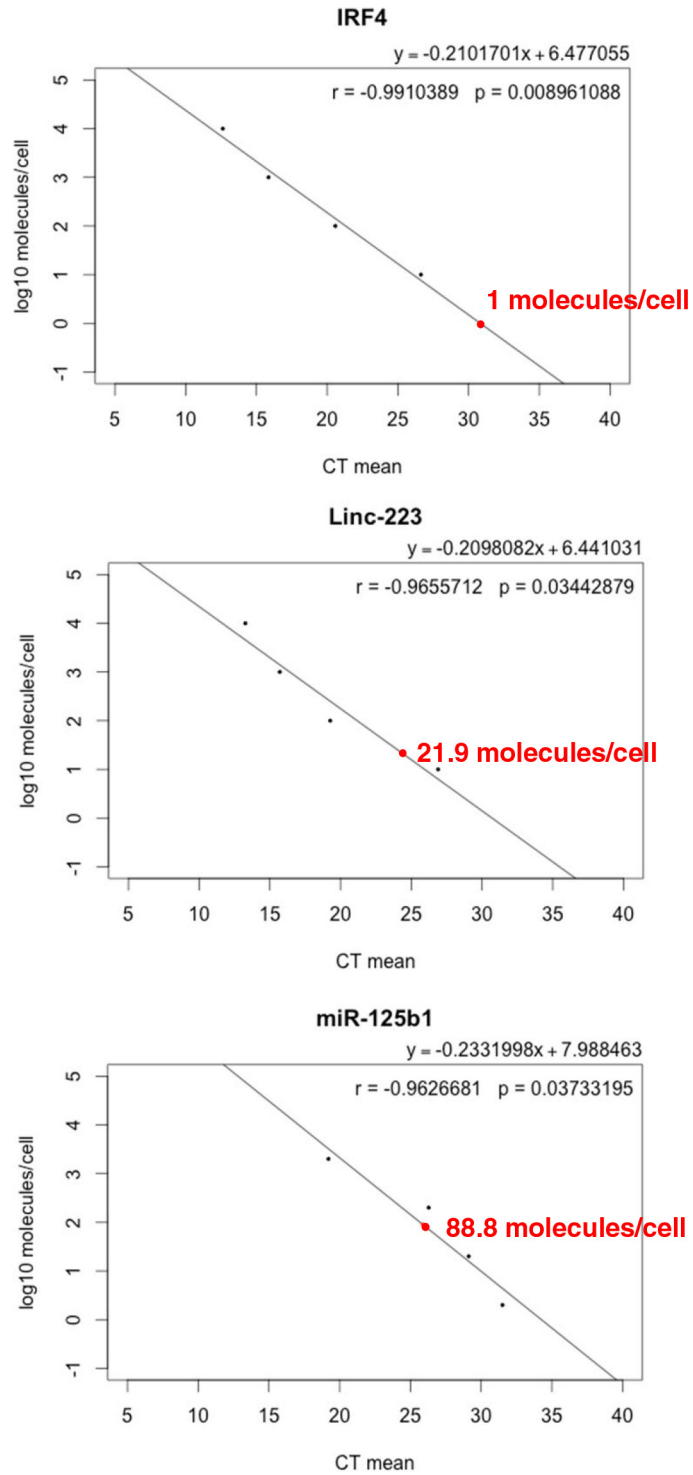 IRF4
y = -0.2101701x + 6.477055
r = -0.9910389 p = 0.008961088
log10 molecules/cell
5
4
3
2
1
0
-1
1 molecules/cell
5 10 15 20 25 30 35 40
CT mean
Linc-223
y = -0.2098082x + 6.441031
r = -0.9655712 p = 0.03442879
log10 molecules/cell
5
4
3
2
1
0
-1
21.9 molecules/cell
5 10 15 20 25 30 35 40
CT mean
miR-125b1
y = -0.2331998x + 7.988463
r = -0.9626681 p = 0.03733195
log10 molecules/cell
5
4
3
2
1
0
-1
88.8 molecules/cell
5 10 15 20 25 30 35 40
CT mean